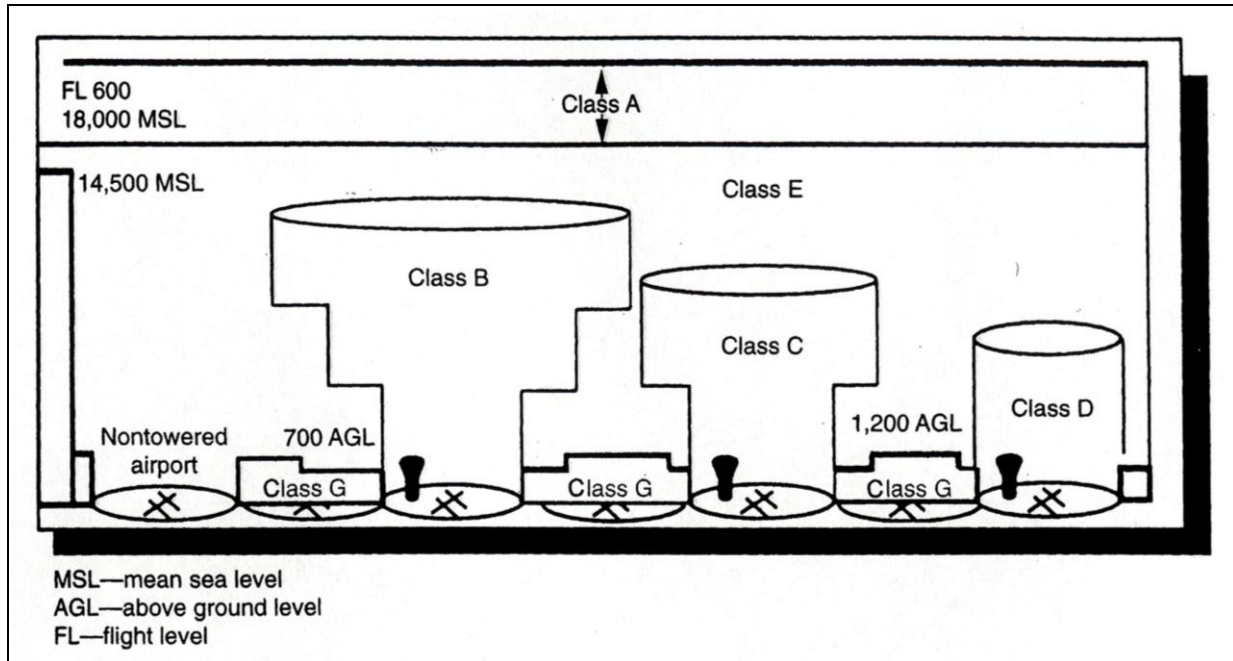 FL 600
18,000 MSL
Class A
14,500 MSL
Class E
Class B
Class C
Class D
Nontowered
airport
700 AGL
1,200 AGL
Class G
Class G
Class G
MSL—mean sea level
AGL—above ground level
FL—flight level